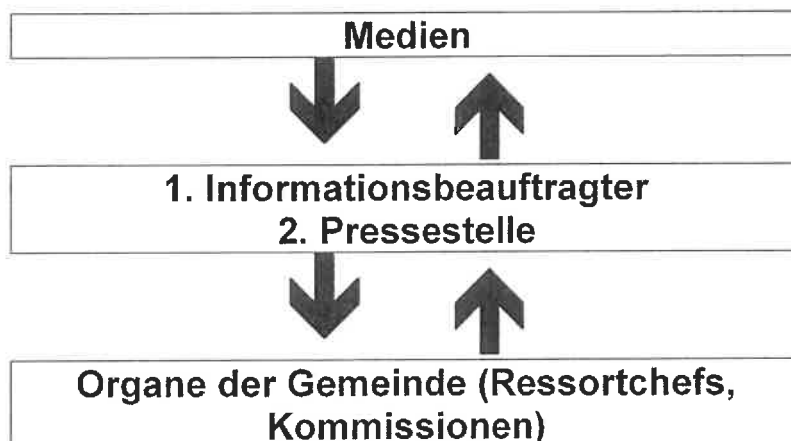 Medien
1. Informationsbeauftragter
2. Pressestelle
Organe der Gemeinde (Ressortchefs,
Kommissionen)